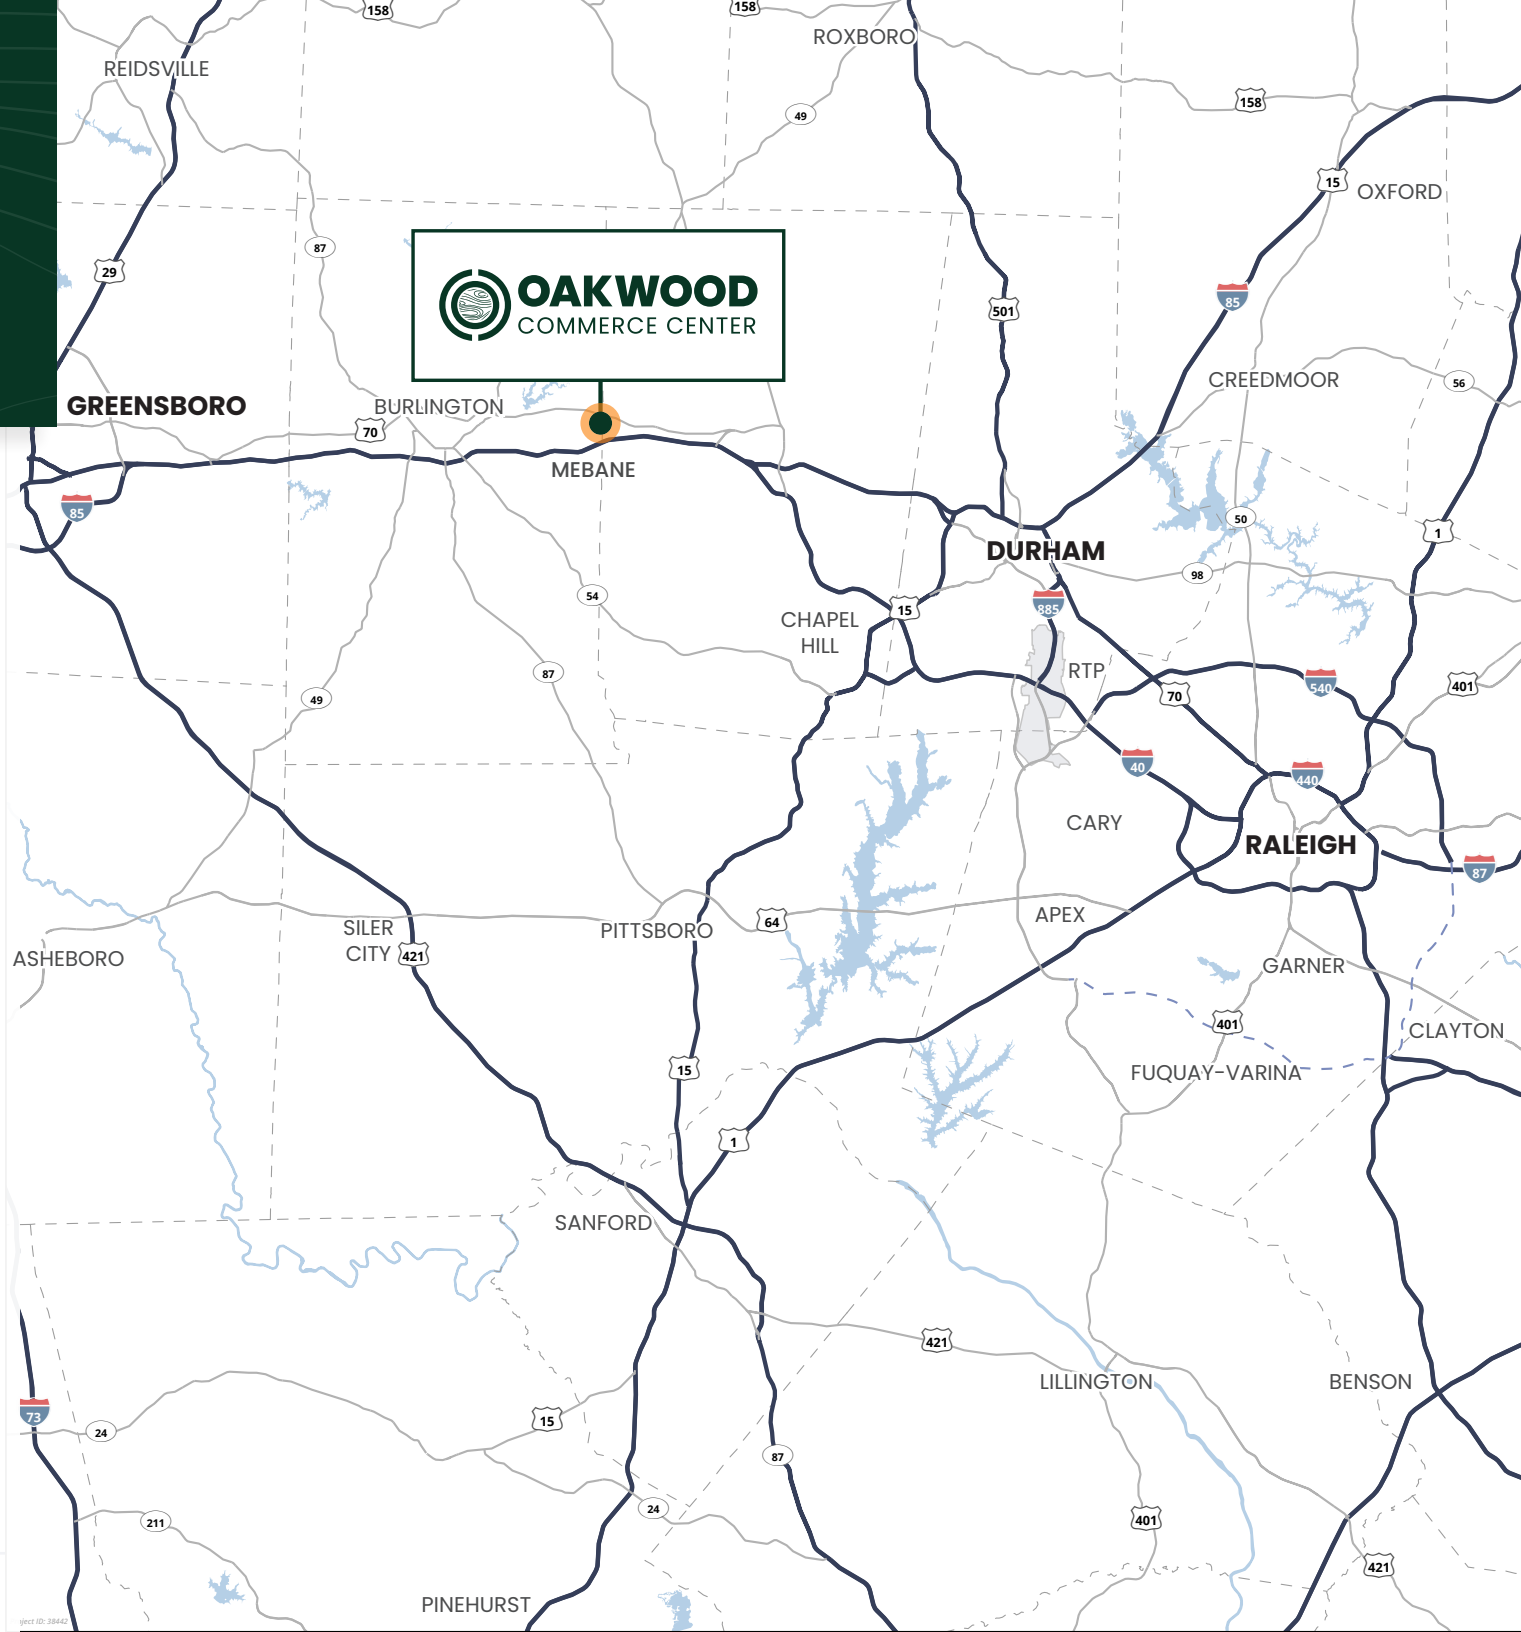 158
158
ROXBORO
REIDSVILLE
158
49
15
OXFORD
87
29
OAKWOOD
COMMERCE CENTER
85
501
CREEDMOOR
56
GREENSBORO
BURLINGTON
70
MEBANE
85
50
1
DURHAM
98
54
885
15
CHAPEL
HILL
87
RTP
49
540
401
70
40
440
CARY
RALEIGH
87
SILER
CITY
421
PITTSBORO
64
APEX
ASHEBORO
GARNER
401
CLAYTON
15
FUQUAY-VARINA
1
SANFORD
421
LILLINGTON
BENSON
73
24
15
87
24
211
401
421
PINEHURST
ject ID: 38442